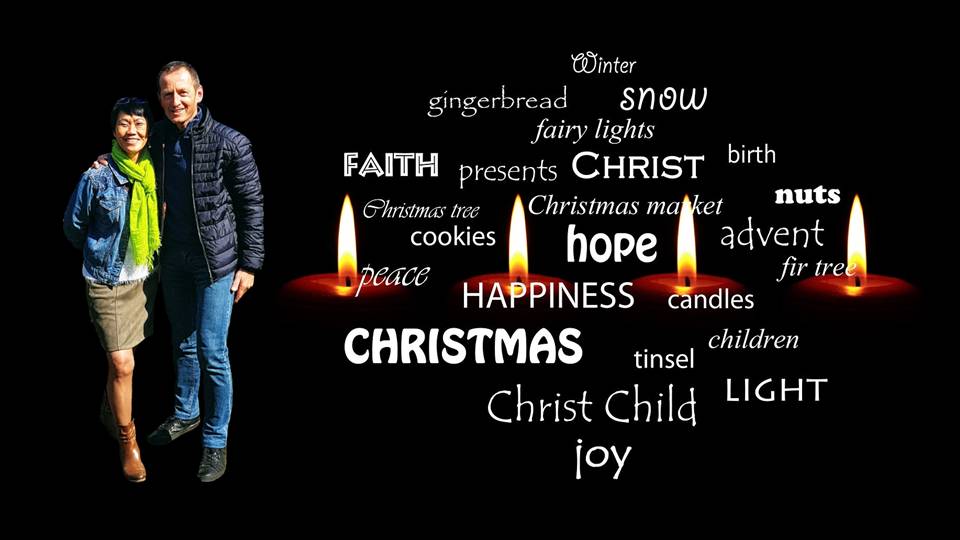 Winter
gingerbread snow
fairy lights
FAITH presents CHRIST birth
nuts
Christmas tree Christmas market
cookies hope advent
peace fir tree
HAPPINESS candles
CHRISTMAS children
tinsel
Christ Child LIGHT
joy